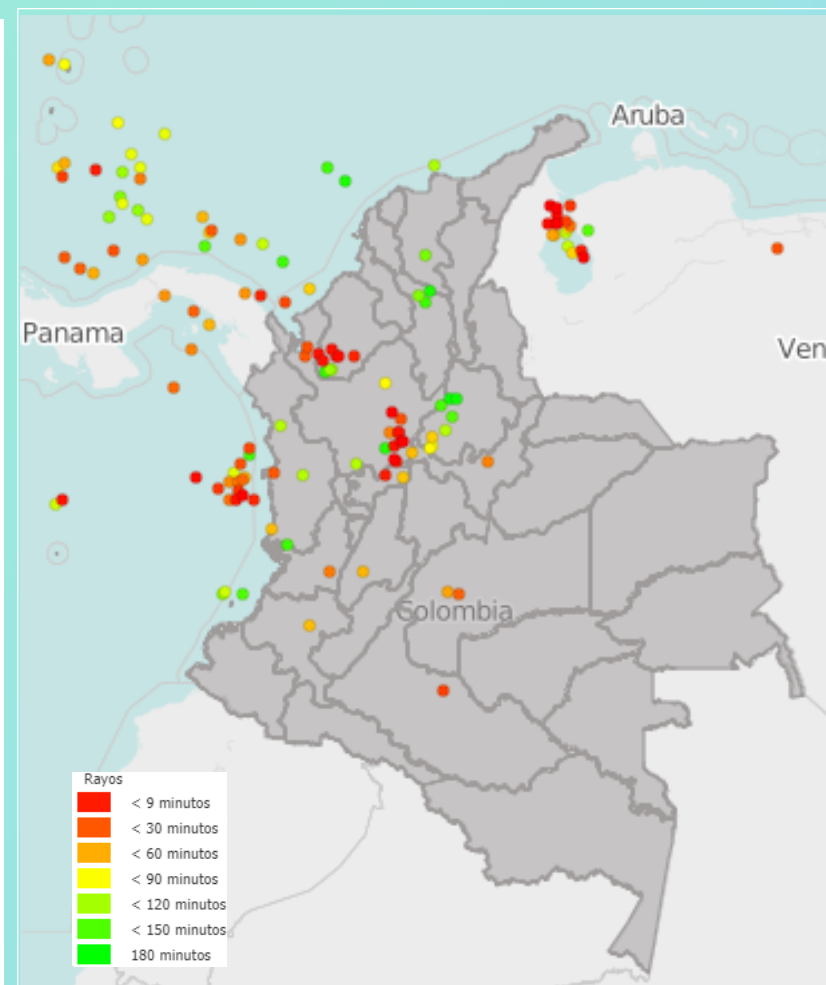 Aruba
Panama
Ven
Colombia
Rayos
< 9 minutos
< 30 minutos
< 60 minutos
< 90 minutos
< 120 minutos
< 150 minutos
180 minutos